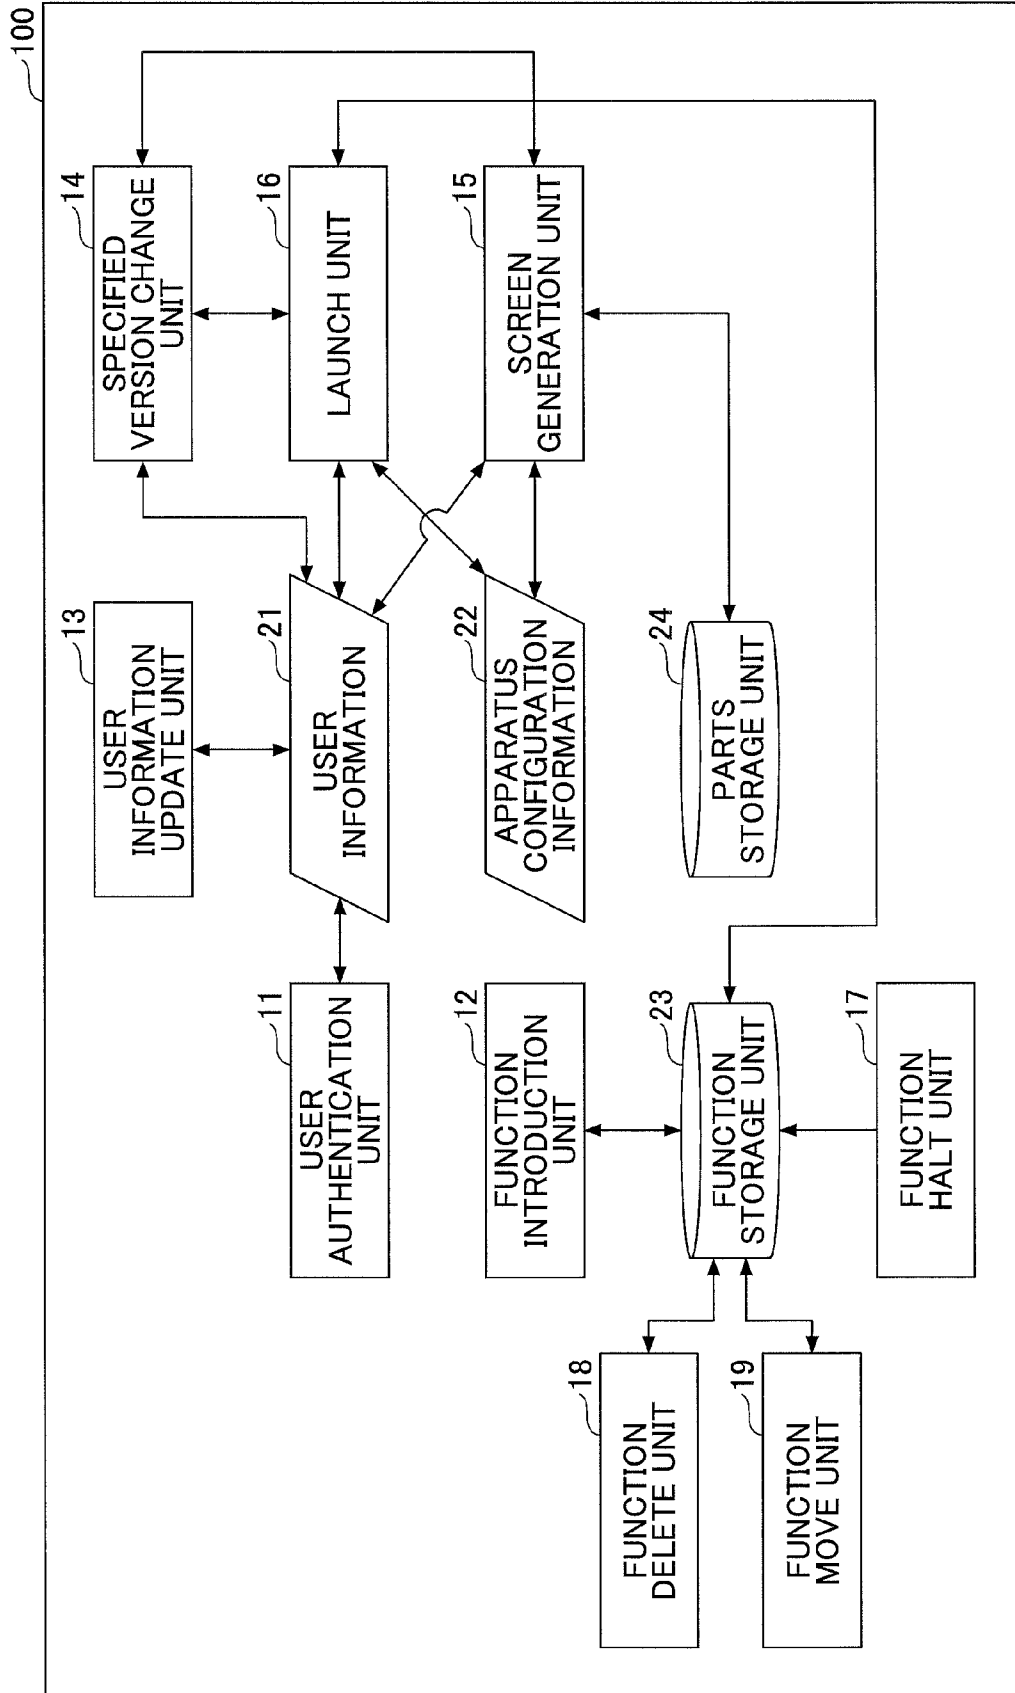 100
13
USER
INFORMATION
UPDATE UNIT
14
SPECIFIED
VERSION CHANGE
UNIT
11
USER
AUTHENTICATION
UNIT
21
USER
INFORMATION
16
LAUNCH UNIT
12
FUNCTION
INTRODUCTION
UNIT
22
APPARATUS
CONFIGURATION
INFORMATION
15
SCREEN
GENERATION UNIT
18
FUNCTION
DELETE UNIT
23
FUNCTION
STORAGE UNIT
24
PARTS
STORAGE UNIT
19
FUNCTION
MOVE UNIT
17
FUNCTION
HALT UNIT